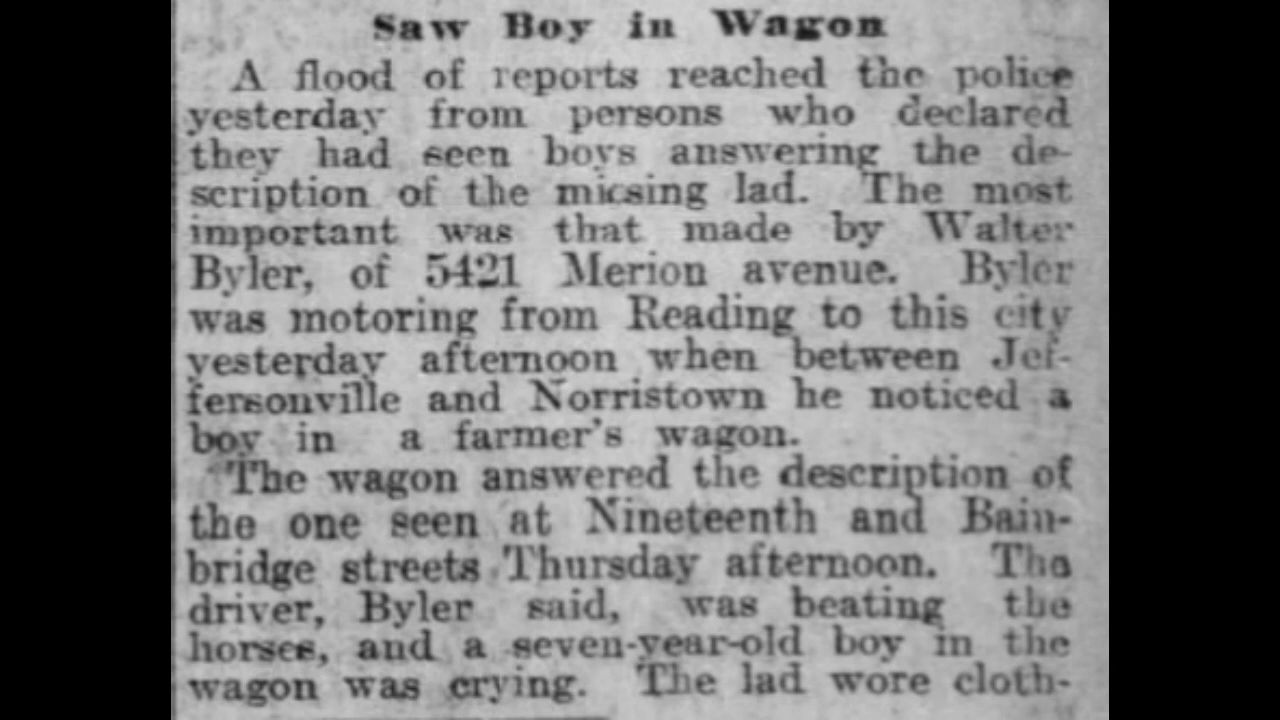 Saw Boy in Wagon
A flood of reports reached the police
yesterday from persons who declared
they had seen boys answering the de-
scription of the missing lad. The most
important was that made by Walter
Byler, of 5421 Merion avenue. Byler
was motoring from Reading to this city
yesterday afternoon when between Jef-
fersonville and Norristown he noticed a
boy in a farmer's wagon.
The wagon answered the description of
the one seen at Nineteenth and Bain-
bridge streets Thursday afternoon. The
driver, Byler said, was beating the
horses, and a seven-year-old boy in the
wagon was crying. The lad wore cloth-